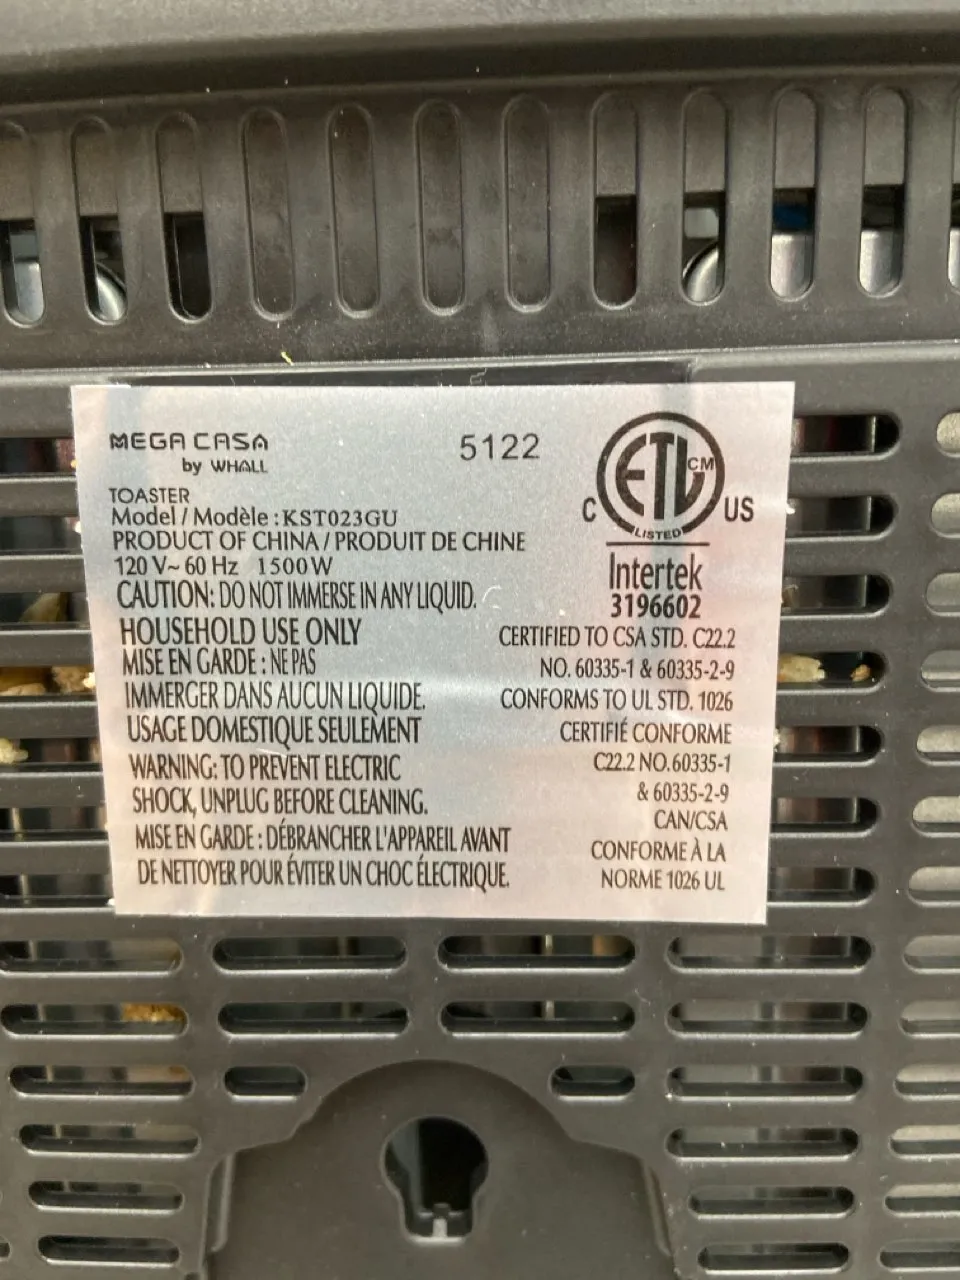 MEGA CASA
by WHALL
5122
TOASTER
Model / Modèle : KST023GU
PRODUCT OF CHINA / PRODUIT DE CHINE
120 V~ 60 Hz 1500W
CAUTION: DO NOT IMMERSE IN ANY LIQUID.
HOUSEHOLD USE ONLY
MISE EN GARDE : NE PAS
IMMERGER DANS AUCUN LIQUIDE.
USAGE DOMESTIQUE SEULEMENT
WARNING: TO PREVENT ELECTRIC
SHOCK, UNPLUG BEFORE CLEANING.
MISE EN GARDE : DÉBRANCHER L'APPAREIL AVANT
DE NETTOYER POUR ÉVITER UN CHOC ÉLECTRIQUE.
ETL CM
C US
LISTED
Intertek
3196602
CERTIFIED TO CSA STD. C22.2
NO. 60335-1 & 60335-2-9
CONFORMS TO UL STD. 1026
CERTIFIÉ CONFORME
C22.2 NO. 60335-1
& 60335-2-9
CAN/CSA
CONFORME À LA
NORME 1026 UL